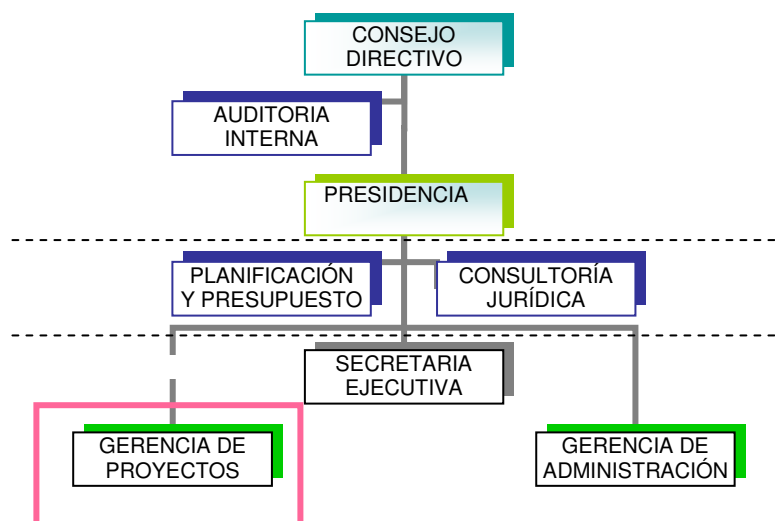 CONSEJO
DIRECTIVO
AUDITORIA
INTERNA
PRESIDENCIA
PLANIFICACIÓN
Y PRESUPUESTO
CONSULTORÍA
JURÍDICA
SECRETARIA
EJECUTIVA
GERENCIA DE
PROYECTOS
GERENCIA DE
ADMINISTRACIÓN